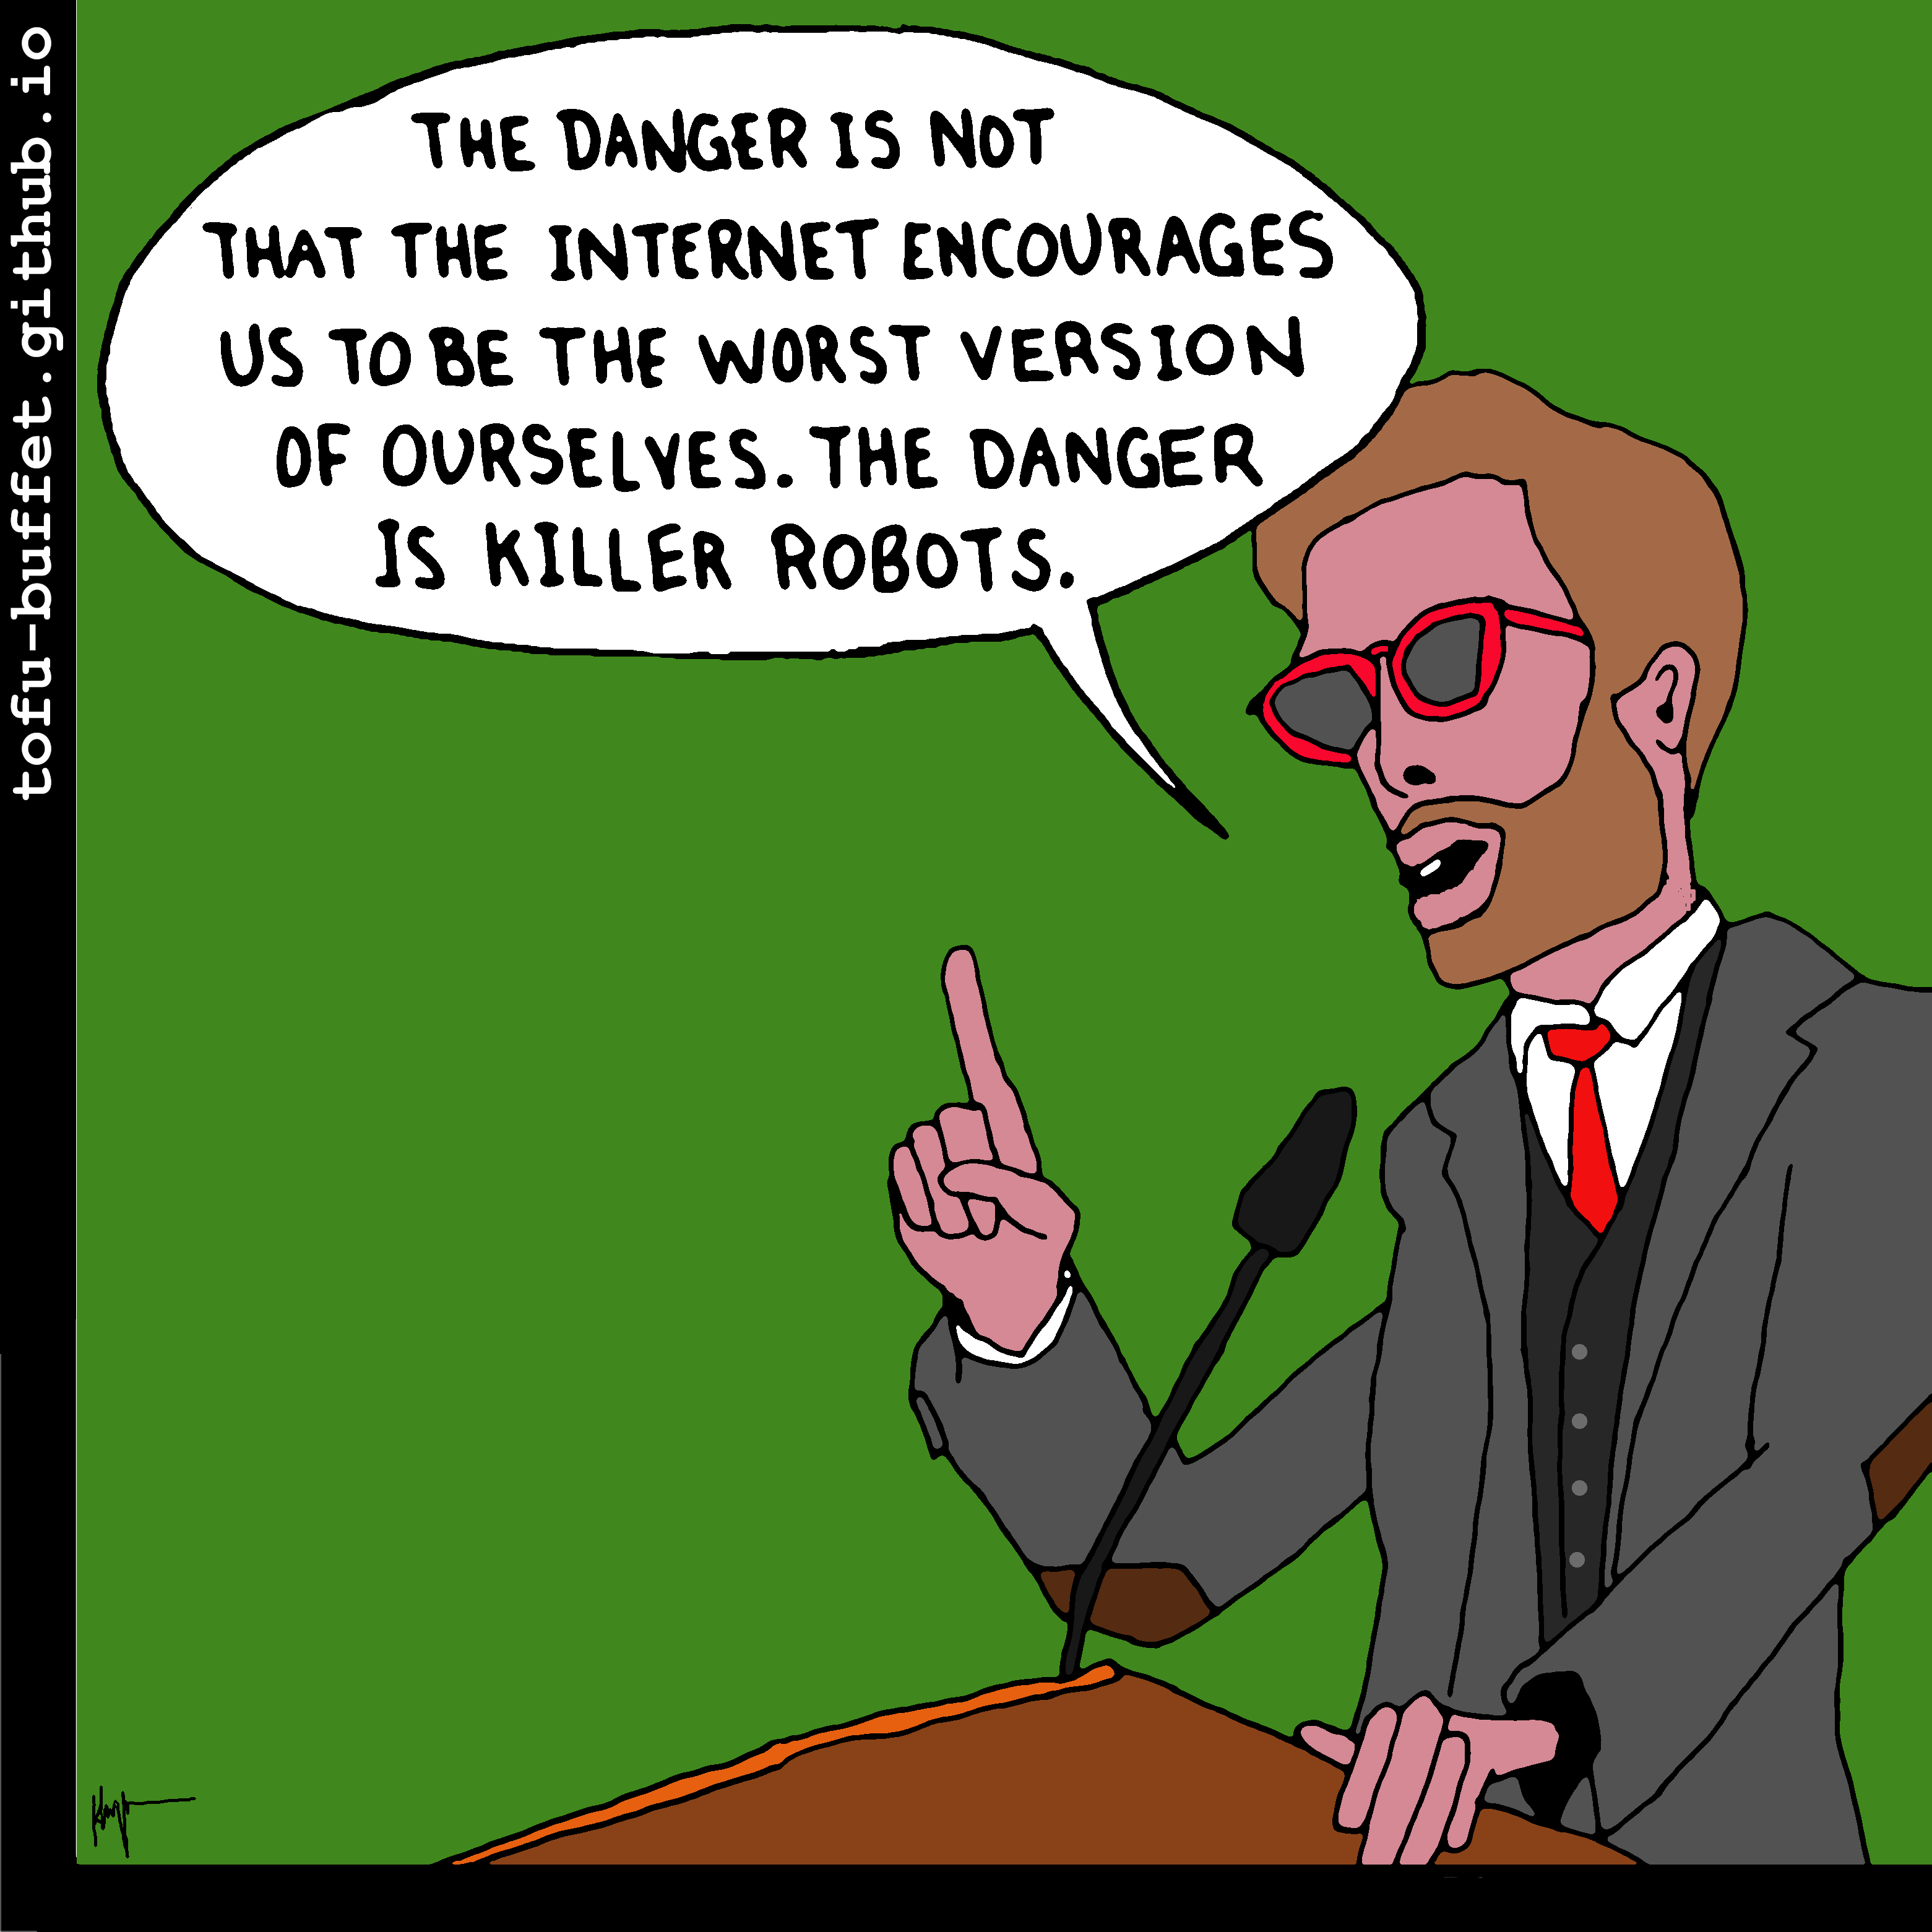 tofu-buffet.github.io
THE DANGER IS NOT
THAT THE INTERNET ENCOURAGES
US TO BE THE WORST VERSION
OF OURSELVES. THE DANGER
IS KILLER ROBOTS.